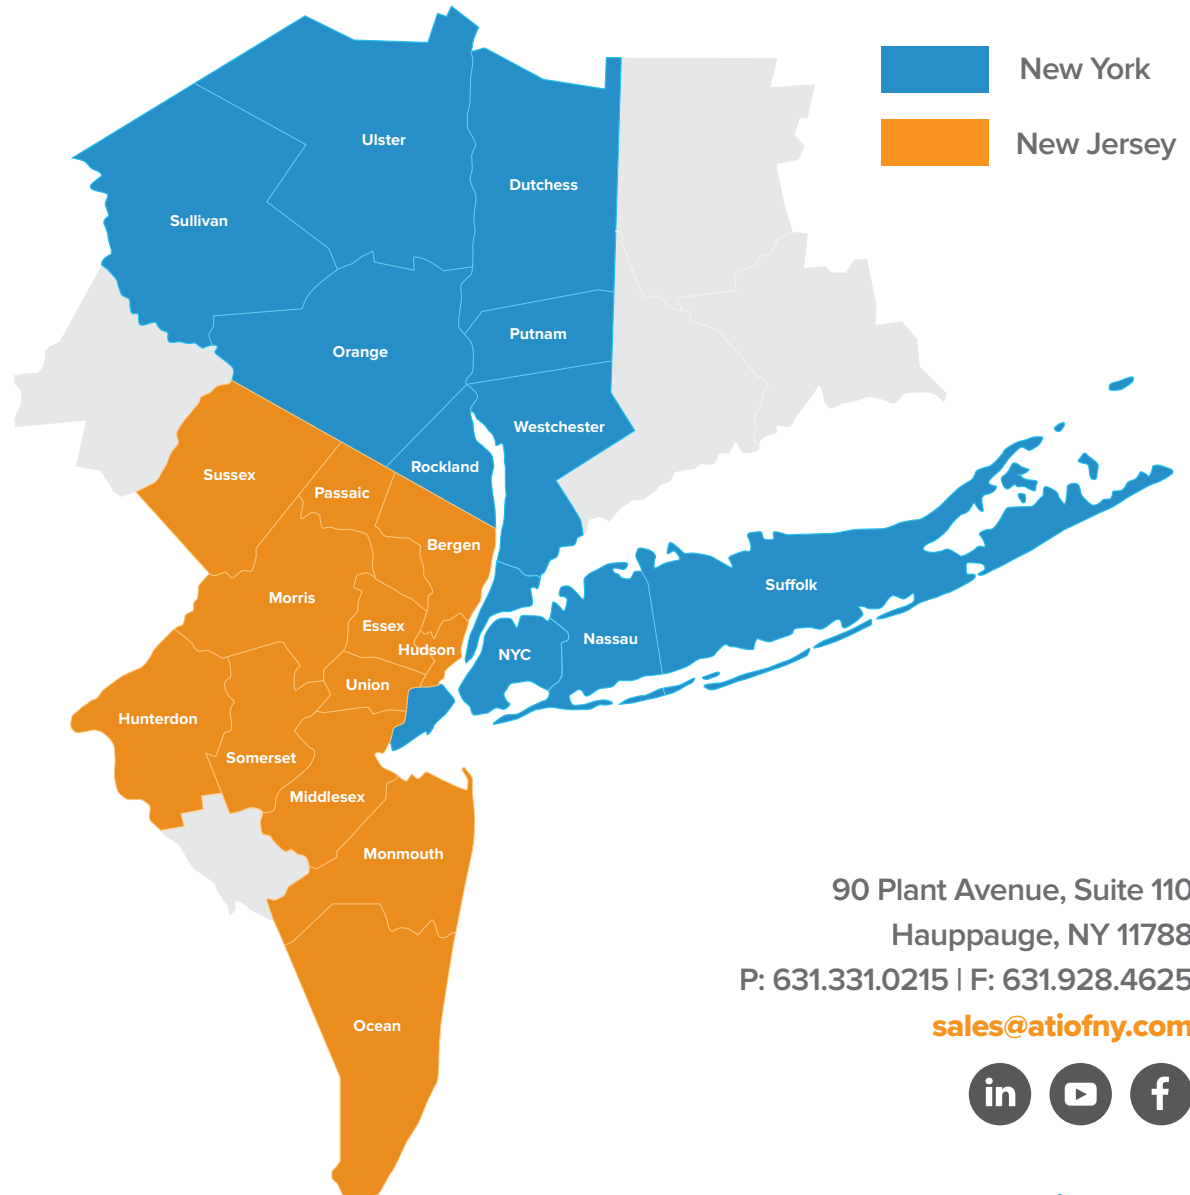 New York
New Jersey
Ulster
Dutchess
Sullivan
Putnam
Orange
Westchester
Rockland
Sussex
Passaic
Bergen
Suffolk
Morris
Essex
Nassau
Hudson
NYC
Union
Hunterdon
Somerset
Middlesex
Monmouth
Ocean
90 Plant Avenue, Suite 110
Hauppauge, NY 11788
P: 631.331.0215 | F: 631.928.4625
sales@atiofny.com
in
f